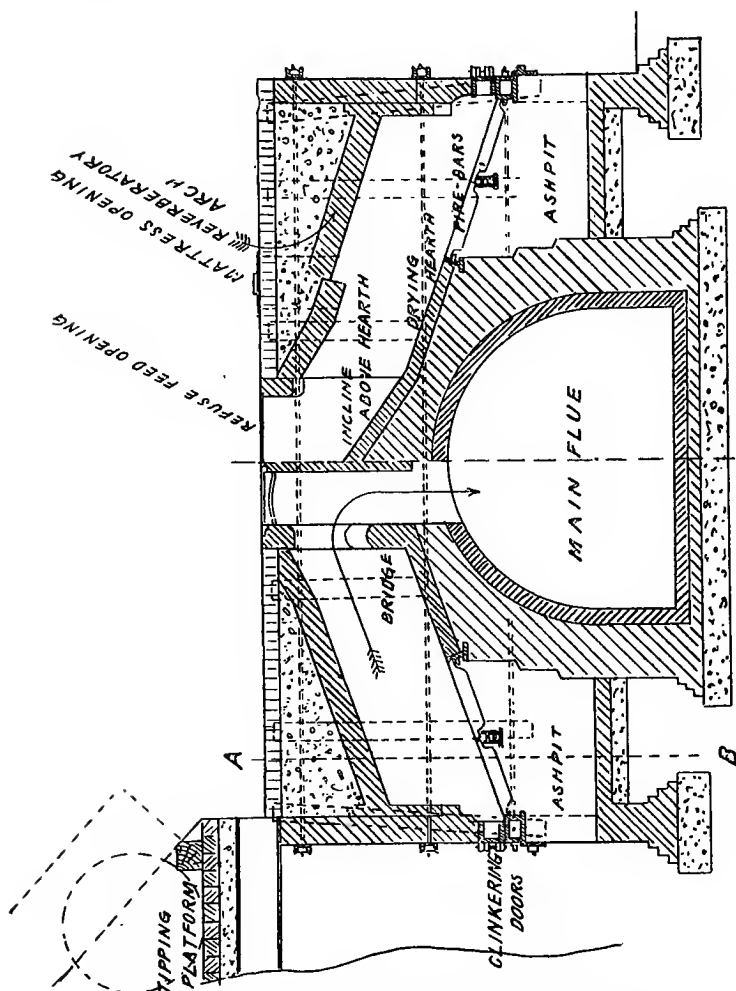 REFUSE FEED OPENING
MATTRESS OPENING
REVERBERATORY
ARCH
INCLINE
ABOVE HEARTH
DRYING
HEARTH
FIRE-BARS
ASHPIT
MAIN FLUE
BRIDGE
ASHPIT
A
B
TIPPING
PLATFORM
CLINKERING
DOORS